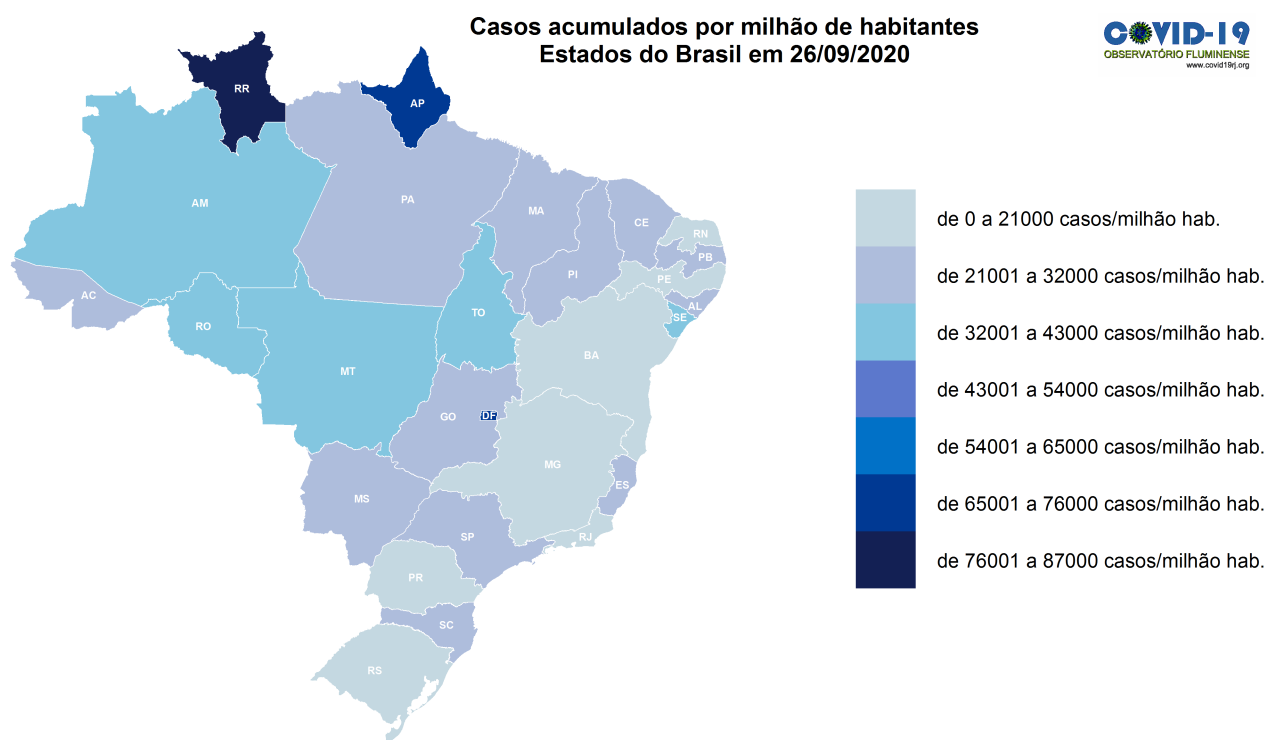 Casos acumulados por milhão de habitantes
Estados do Brasil em 26/09/2020
COVID-19
OBSERVATÓRIO FLUMINENSE
www.covid19rj.org
RR
AP
AM
PA
MA
CE
RN
PB
PI
PE
AC
AL
SE
TO
RO
BA
MT
GO
DF
MG
ES
MS
SP
RJ
PR
SC
RS
de 0 a 21000 casos/milhão hab.
de 21001 a 32000 casos/milhão hab.
de 32001 a 43000 casos/milhão hab.
de 43001 a 54000 casos/milhão hab.
de 54001 a 65000 casos/milhão hab.
de 65001 a 76000 casos/milhão hab.
de 76001 a 87000 casos/milhão hab.